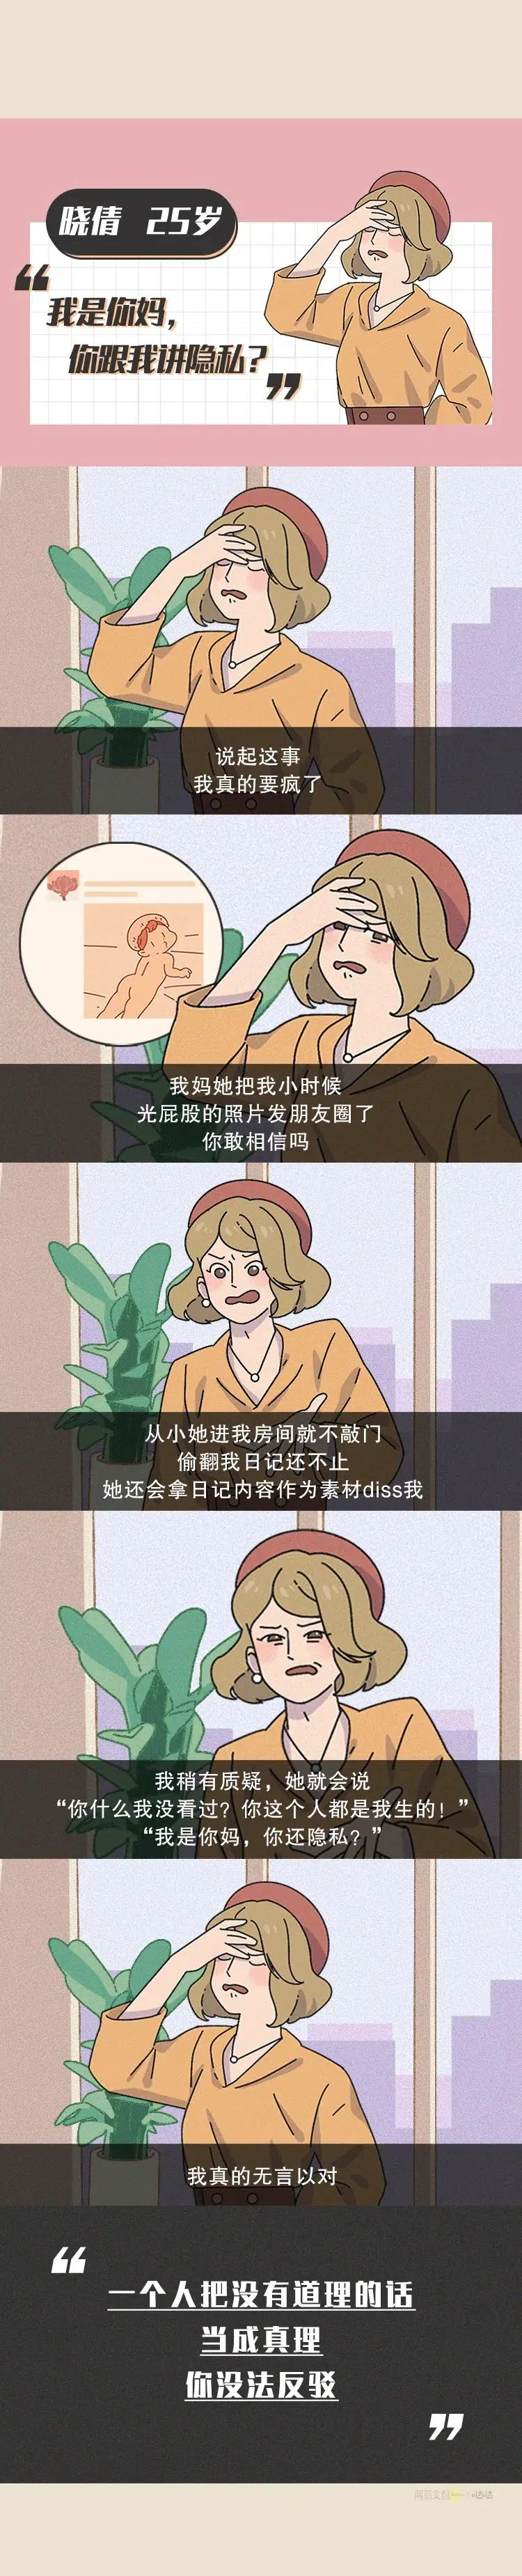 晓倩 25岁
“我是你妈，
你跟我讲隐私？”
说起这事
我真的要疯了
我妈她把我小时候
光屁股的照片发朋友圈了
你敢相信吗
从小她进我房间就不敲门
偷翻我日记还不止
她还会拿日记内容作为素材diss我
我稍有质疑，她就会说
“你什么我没看过？你这个人都是我生的！”
“我是你妈，你还隐私？”
我真的无言以对
“一个人把没有道理的话
当成真理
你没法反驳”